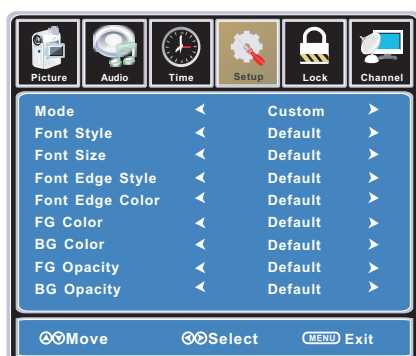 Picture Audio Time Setup Lock Channel
Mode Custom
Font Style Default
Font Size Default
Font Edge Style Default
Font Edge Color Default
FG Color Default
BG Color Default
FG Opacity Default
BG Opacity Default
Move Select MENU Exit